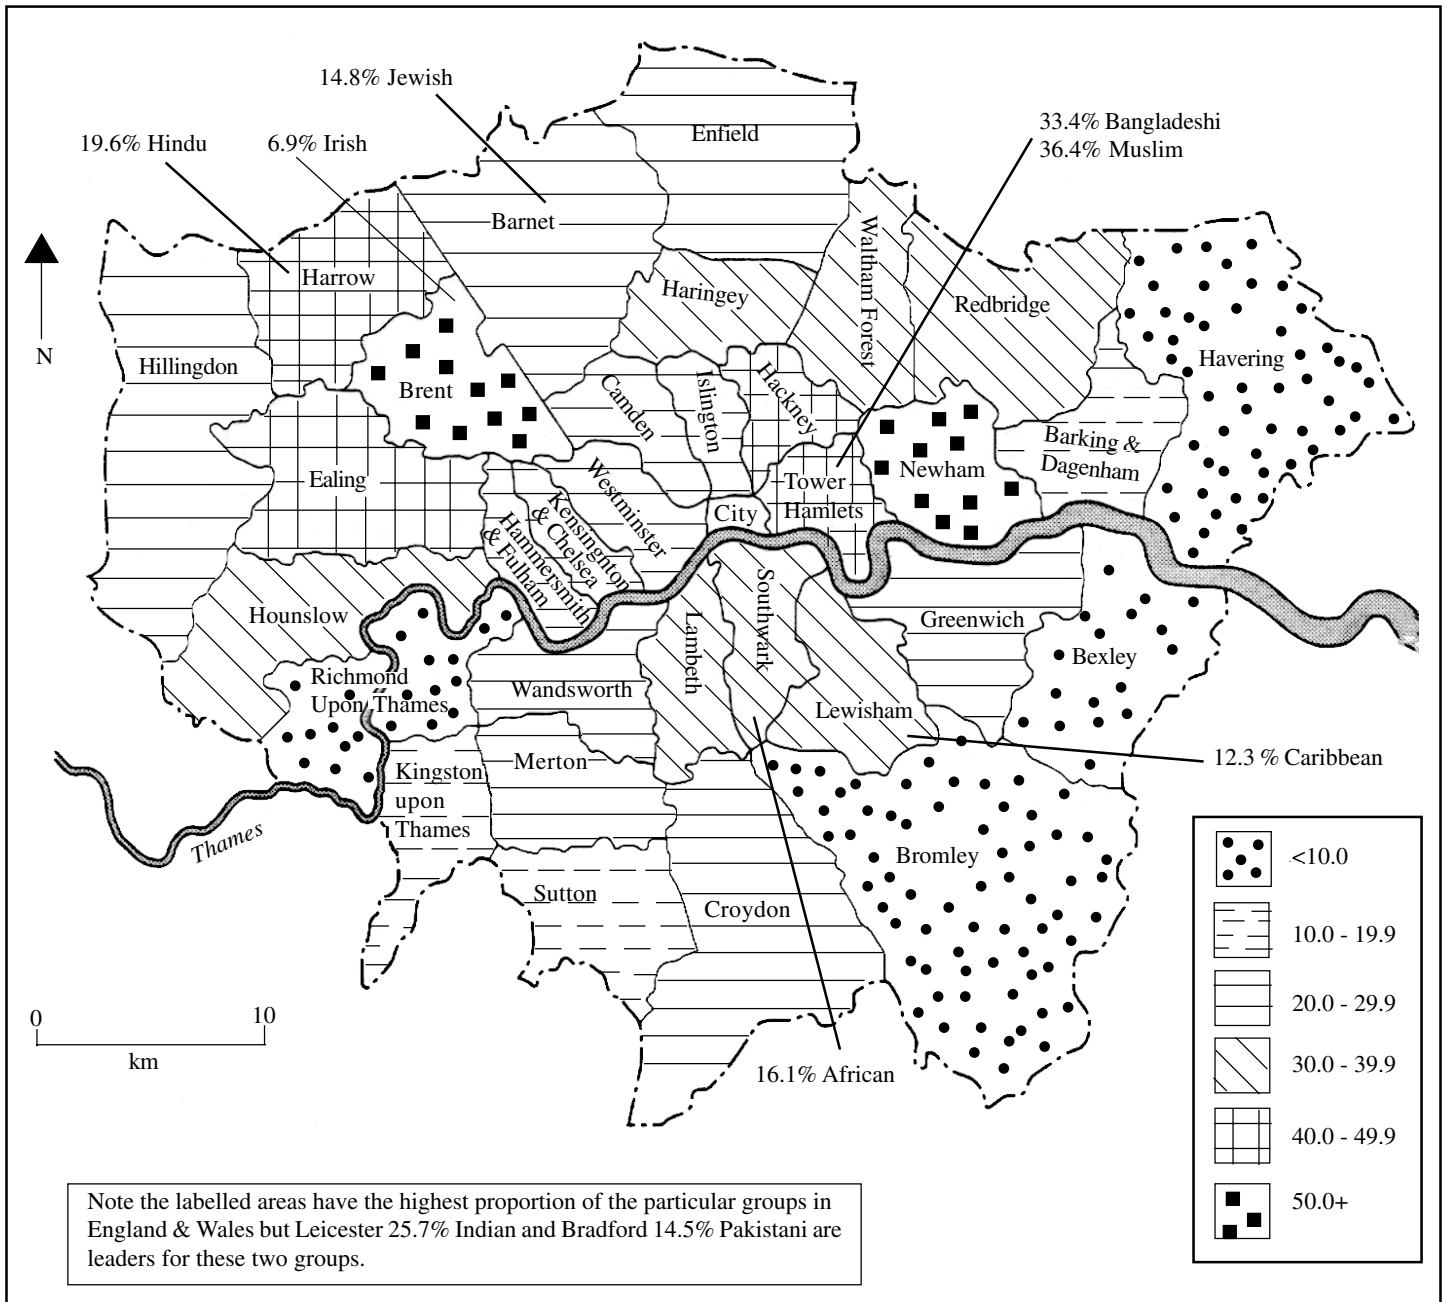 14.8% Jewish
19.6% Hindu
6.9% Irish
33.4% Bangladeshi
36.4% Muslim
Enfield
Barnet
Harrow
Haringey
Waltham Forest
Redbridge
Havering
N
Hillingdon
Brent
Camden
Islington
Hackney
Newham
Barking &
Dagenham
Ealing
Westminster
Kensingnton
& Chelsea
Hammersmith
& Fulham
City
Tower
Hamlets
Hounslow
Lambeth
Southwark
Greenwich
Bexley
Richmond
Upon Thames
Wandsworth
Lewisham
12.3 % Caribbean
Merton
Kingston
upon
Thames
Thames
Bromley
Sutton
Croydon
0
10
km
16.1% African
<10.0
10.0 - 19.9
20.0 - 29.9
30.0 - 39.9
40.0 - 49.9
50.0+
Note the labelled areas have the highest proportion of the particular groups in
England & Wales but Leicester 25.7% Indian and Bradford 14.5% Pakistani are
leaders for these two groups.